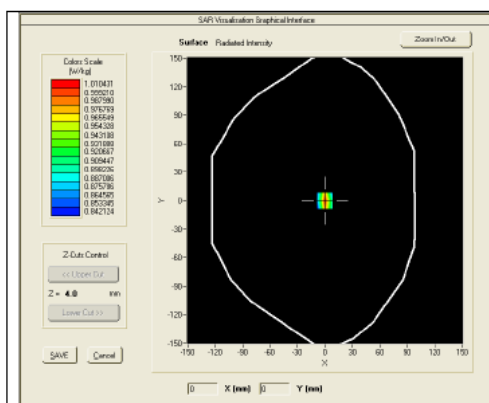 SAR Visualisation Graphical Interface
Surface Radiated Intensity
Zoom In/Out
Colors Scale
(W/kg)
1.010431
0.999210
0.987990
0.976769
0.965549
0.954328
0.943108
0.931888
0.920667
0.909447
0.898226
0.887006
0.875786
0.864565
0.853345
0.842124
Z-Cuts Control
<< Upper Cut
Z = 4.0 mm
Lower Cut >>
SAVE Cancel
150
120
90
60
30
0
-30
-60
-90
-120
-150
Y
-150 -120 -90 -60 -30 0 30 60 90 120 150
X
0 X (mm) 0 Y (mm)